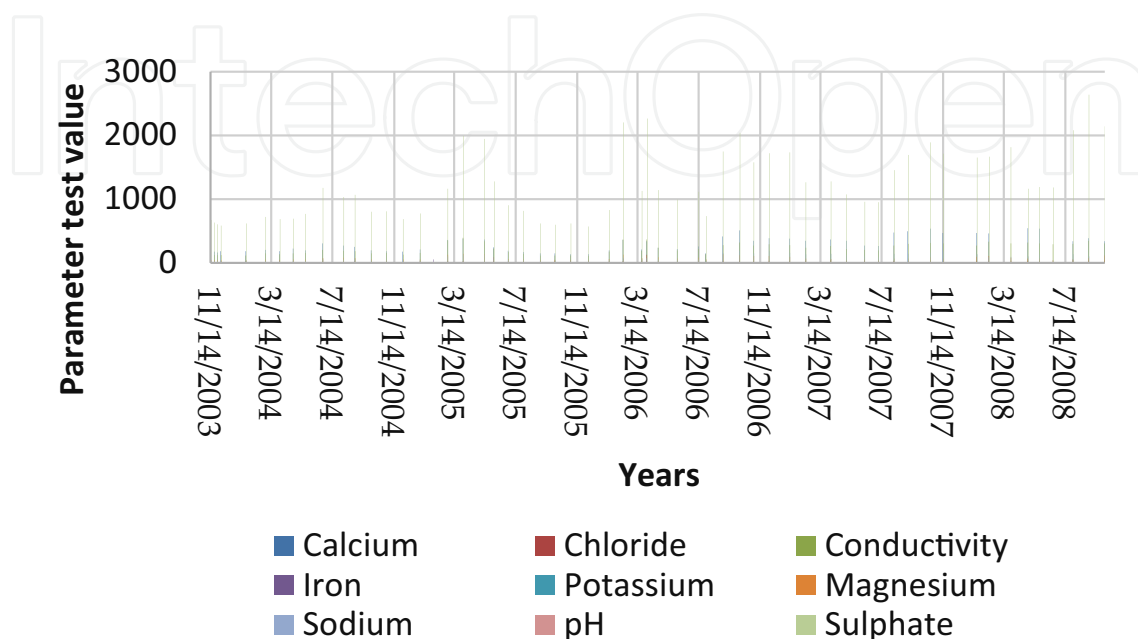 IntechOpen
3000
2000
1000
0
Parameter test value
11/14/2003
3/14/2004
7/14/2004
11/14/2004
3/14/2005
7/14/2005
11/14/2005
3/14/2006
7/14/2006
11/14/2006
3/14/2007
7/14/2007
11/14/2007
3/14/2008
7/14/2008
Years
Calcium
Chloride
Conductivity
Iron
Potassium
Magnesium
Sodium
pH
Sulphate